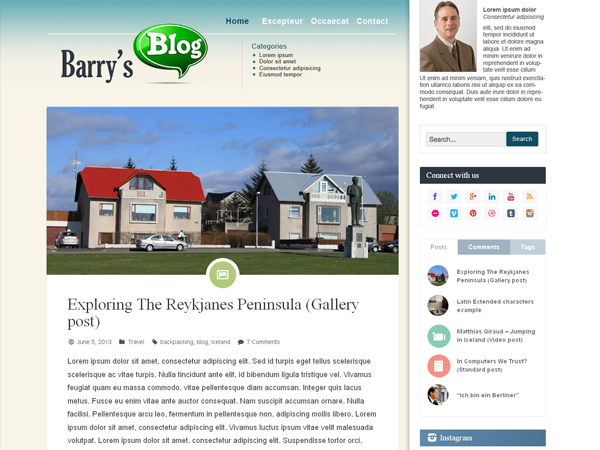 Home Excepteur Occaecat Contact
Barry's Blog
Categories
Lorem ipsum
Dolor sit amet
Consectetur adipisicing
Eiusmod tempor
Exploring The Reykjanes Peninsula (Gallery
post)
June 5, 2013 Travel backpacking, blog, Iceland 7 Comments
Lorem ipsum dolor sit amet, consectetur adipiscing elit. Sed id turpis eget tellus scelerisque
scelerisque ac vitae turpis. Nulla tincidunt ante elit, id bibendum ligula tristique vel. Vivamus
feugiat quam eu massa commodo, vitae pellentesque diam accumsan. Integer quis lacus
metus. Fusce eu enim vitae ante auctor consequat. Nam suscipit accumsan ornare. Nulla
facilisi. Pellentesque arcu leo, fermentum in pellentesque non, adipiscing mollis libero. Lorem
ipsum dolor sit amet, consectetur adipiscing elit. Vivamus luctus ipsum vitae velit malesuada
volutpat. Lorem ipsum dolor sit amet, consectetur adipiscing elit. Suspendisse tortor orci,
Lorem ipsum dolor
Consectetur adipisicing
elit, sed do eiusmod
tempor incididunt ut
labore et dolore magna
aliqua. Ut enim ad
minim veniure dolor in
reprehenderit in volup-
tate velit esse cillum
Ut enim ad minim veniam, quis nostrud exercita-
tion ullamco laboris nisi ut aliquip ex ea com-
modo consequat. Duis aute irure dolor in repre-
henderit in voluptate velit esse cillum dolore eu
fugiat.
Search... Search
Connect with us
Posts Comments Tags
Exploring The Reykjanes
Peninsula (Gallery post)
Latin Extended characters
example
Matthias Giraud – Jumping
in Iceland (Video post)
In Computers We Trust?
(Standard post)
"Ich bin ein Berliner"
Instagram